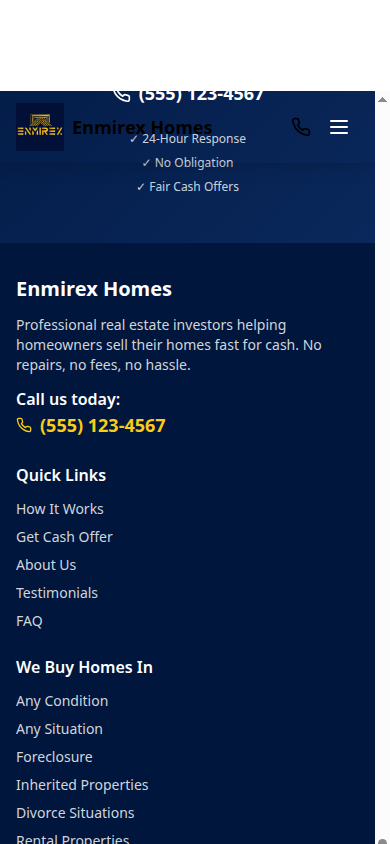 (555) 123-4567
ENMIREX
Enmirex Homes
✓ 24-Hour Response
✓ No Obligation
✓ Fair Cash Offers
Enmirex Homes
Professional real estate investors helping
homeowners sell their homes fast for cash. No
repairs, no fees, no hassle.
Call us today:
(555) 123-4567
Quick Links
How It Works
Get Cash Offer
About Us
Testimonials
FAQ
We Buy Homes In
Any Condition
Any Situation
Foreclosure
Inherited Properties
Divorce Situations
Rental Properties